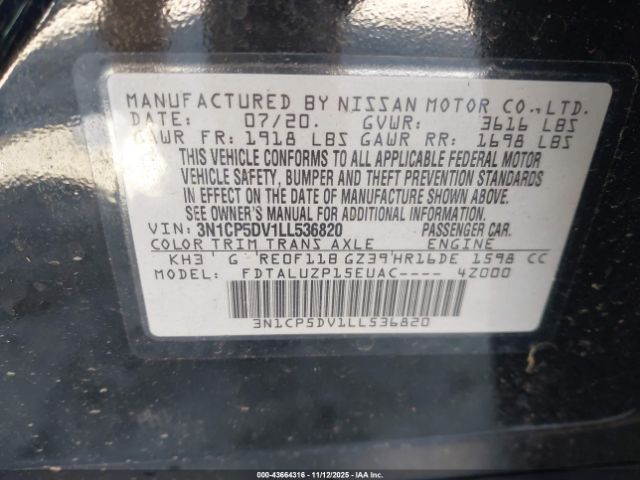 MANUFACTURED BY NISSAN MOTOR CO.,LTD.
DATE: 07/20. GVWR: 3616 LBS
GAWR FR: 1918 LBS GAWR RR: 1698 LBS
THIS VEHICLE CONFORMS TO ALL APPLICABLE FEDERAL MOTOR
VEHICLE SAFETY, BUMPER AND THEFT PREVENTION STANDARDS
IN EFFECT ON THE DATE OF MANUFACTURE SHOWN ABOVE.
SEE OWNER'S MANUAL FOR ADDITIONAL INFORMATION.
VIN: 3N1CP5DV1LL536820 PASSENGER CAR.
COLOR TRIM TRANS AXLE ENGINE
KH3' G 'RE0F11B GZ39'HR16DE 1598 CC
MODEL: FDTALUZP15EUAC---- 4Z000
3N1CP5DV1LL536820
000-43664316 - 11/12/2025 - IAAI.com